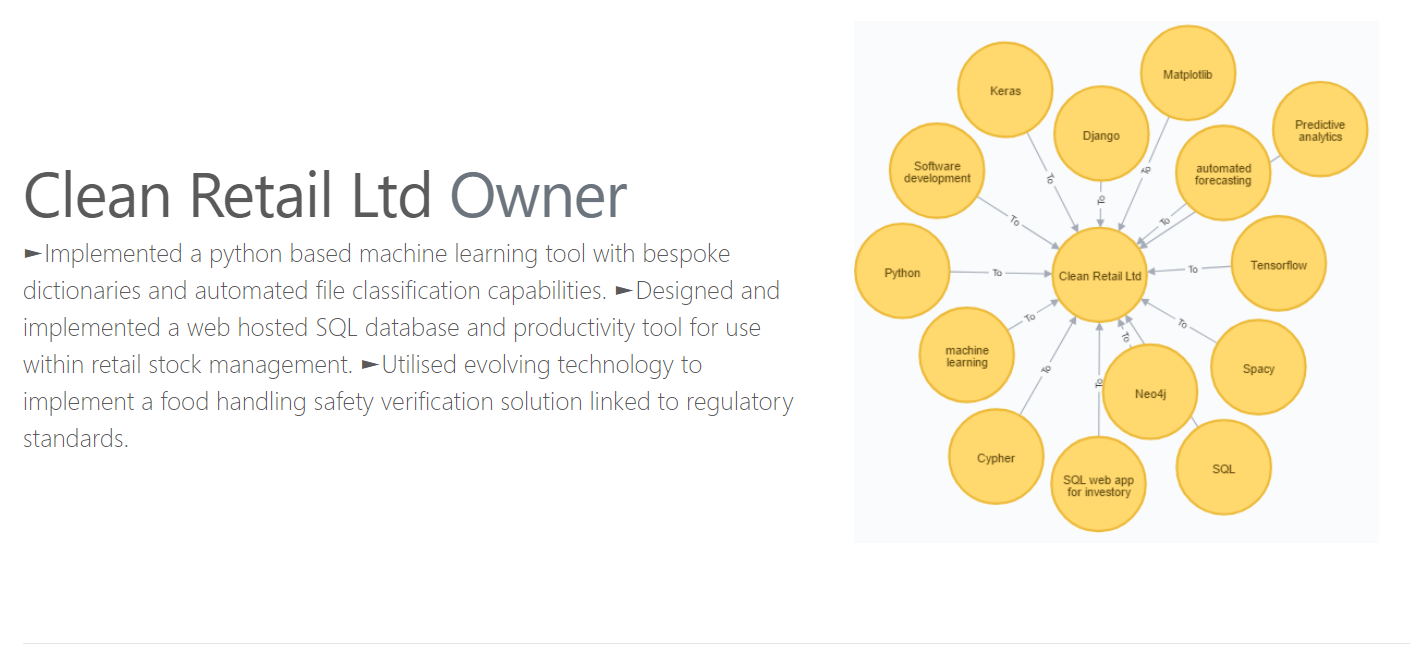 Clean Retail Ltd Owner
►Implemented a python based machine learning tool with bespoke
dictionaries and automated file classification capabilities. ►Designed and
implemented a web hosted SQL database and productivity tool for use
within retail stock management. ►Utilised evolving technology to
implement a food handling safety verification solution linked to regulatory
standards.
Matplotlib
Keras
Django
Predictive
analytics
Software
development
automated
forecasting
To
To
To
To
To
Python
Clean Retail Ltd
Tensorflow
To
To
machine
learning
To
To
Spacy
To
To
To
Neo4j
Cypher
SQL web app
for investory
SQL